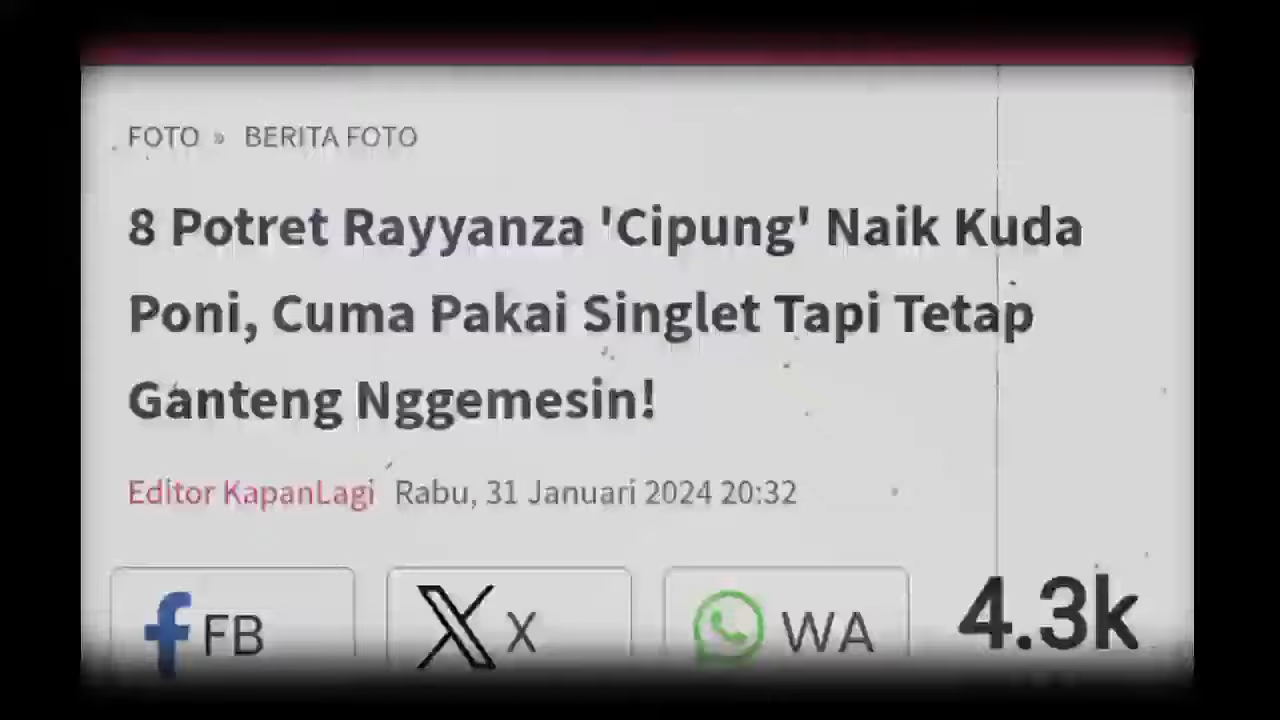 FOTO » BERITA FOTO
8 Potret Rayyanza 'Cipung' Naik Kuda
Poni, Cuma Pakai Singlet Tapi Tetap
Ganteng Nggemesin!
Editor KapanLagi Rabu, 31 Januari 2024 20:32
FB X WA 4.3k